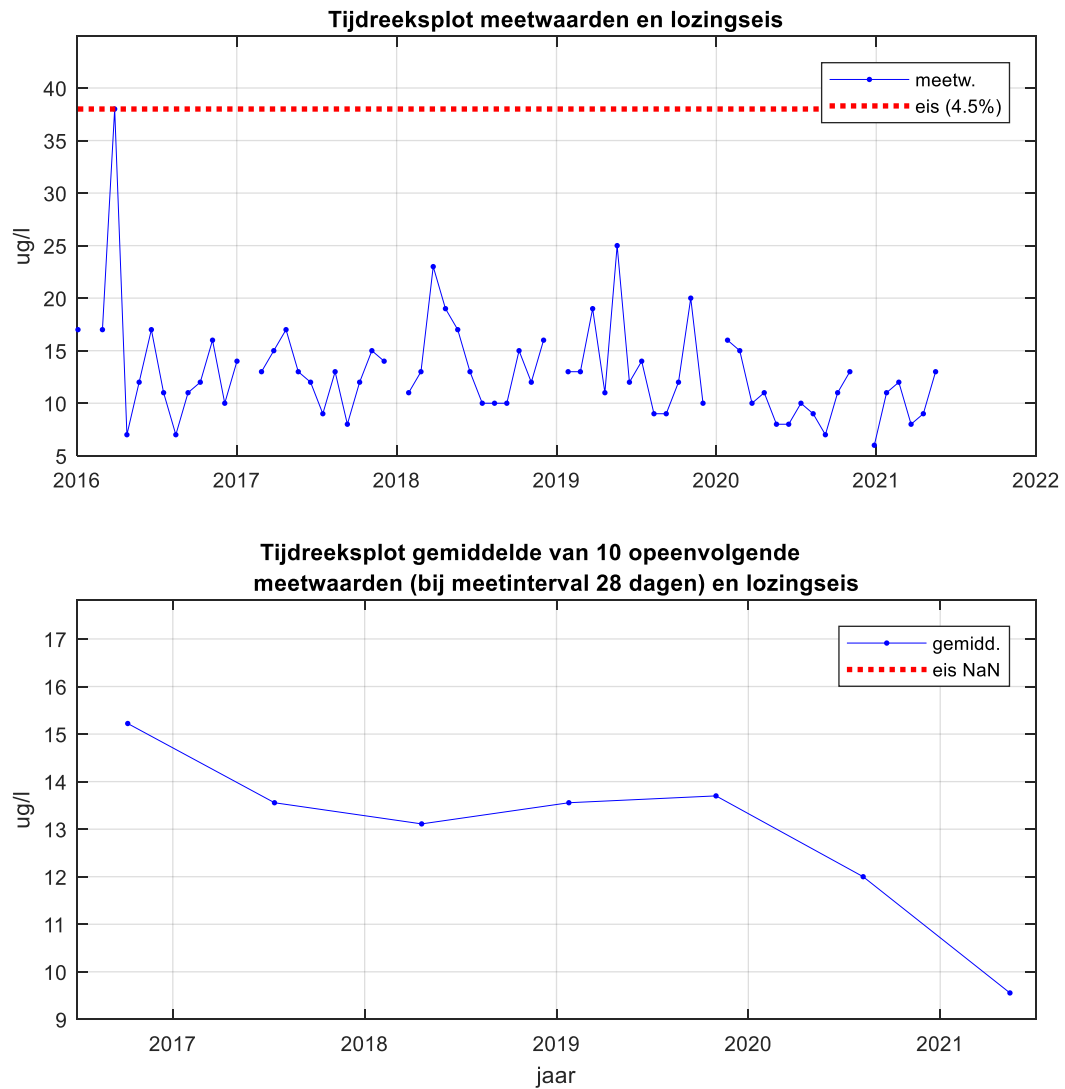 Tijdreeksplot meetwaarden en lozingseis
meetw.
eis (4.5%)
ug/l
40
35
30
25
20
15
10
5
2016 2017 2018 2019 2020 2021 2022
Tijdreeksplot gemiddelde van 10 opeenvolgende
meetwaarden (bij meetinterval 28 dagen) en lozingseis
gemidd.
eis NaN
ug/l
17
16
15
14
13
12
11
10
9
2017 2018 2019 2020 2021
jaar